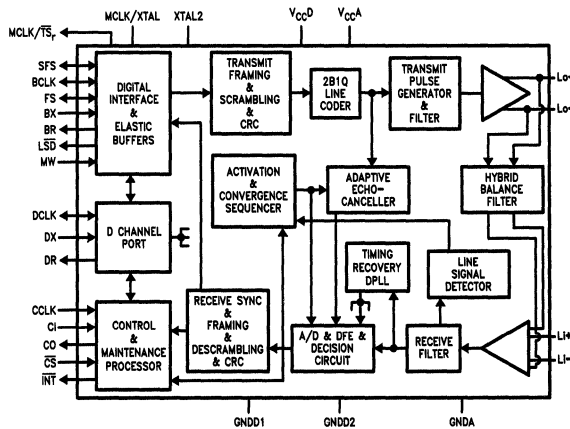 MCLK/XTAL
XTAL2
VCCD
VCCA
MCLK/TSr
SFS
BCLK
FS
BX
BR
LSD
MW
DIGITAL
INTERFACE
&
ELASTIC
BUFFERS
TRANSMIT
FRAMING
&
SCRAMBLING
&
CRC
2B1Q
LINE
CODER
TRANSMIT
PULSE
GENERATOR
&
FILTER
Lo-
Lo-
ACTIVATION
&
CONVERGENCE
SEQUENCER
ADAPTIVE
ECHO-
CANCELLER
HYBRID
BALANCE
FILTER
DCLK
DX
DR
D CHANNEL
PORT
TIMING
RECOVERY
DPLL
LINE
SIGNAL
DETECTOR
CCLK
CI
CO
CS
INT
CONTROL
&
MAINTENANCE
PROCESSOR
RECEIVE SYNC
&
FRAMING
&
DESCRAMBLING
& CRC
A/D & DFE &
DECISION
CIRCUIT
RECEIVE
FILTER
Li+
Li-
GNDD1
GNDD2
GNDA